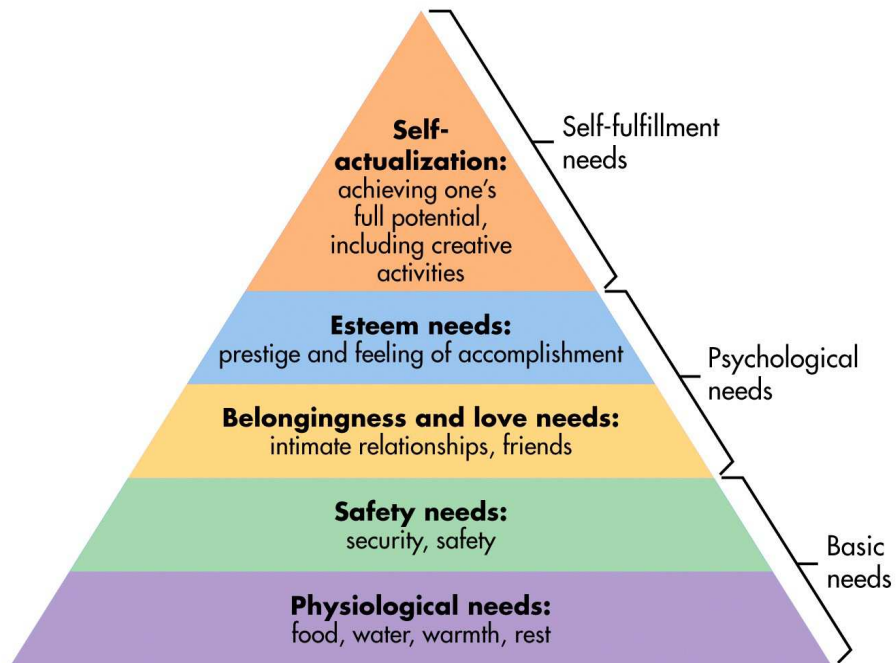 Self-
actualization:
achieving one's
full potential,
including creative
activities
Self-fulfillment
needs
Esteem needs:
prestige and feeling of accomplishment
Psychological
needs
Belongingness and love needs:
intimate relationships, friends
Safety needs:
security, safety
Basic
needs
Physiological needs:
food, water, warmth, rest